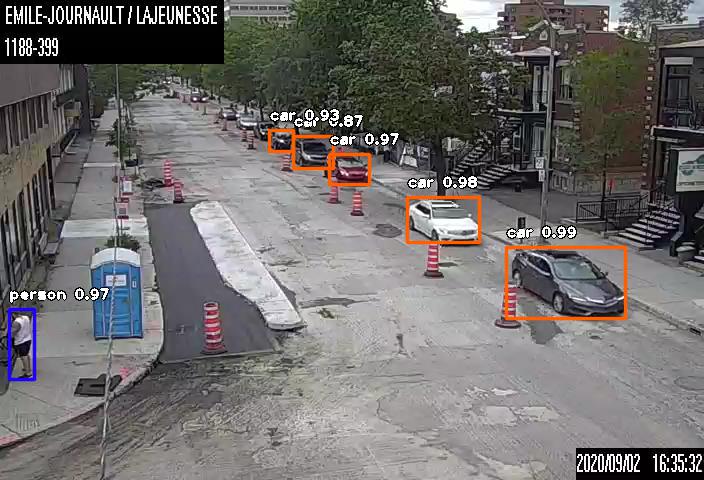 EMILE-JOURNAULT / LAJEUNESSE
1188-399
car 0.93
car 0.87
car 0.97
car 0.98
car 0.99
person 0.97
2020/09/02 16:35:32